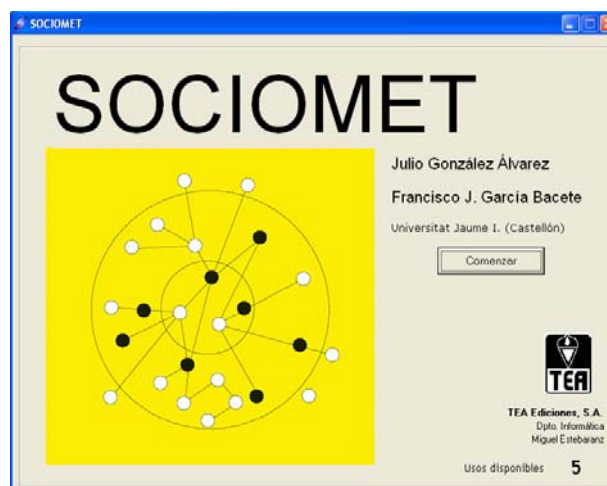 SOCIOMET
SOCIOMET
Julio González Álvarez
Francisco J. García Bacete
Universitat Jaume I. (Castellón)
Comenzar
TEA
TEA Ediciones, S.A.
Dpto. Informática
Miguel Estebaranz
Usos disponibles 5